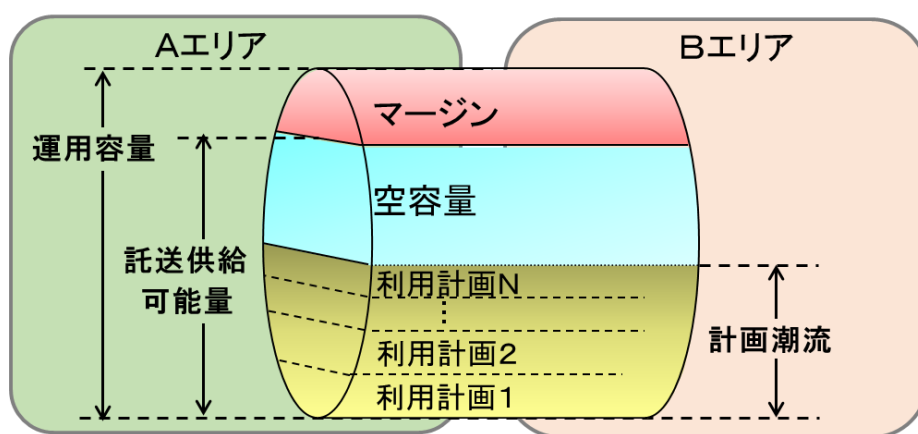 Aエリア
Bエリア
マージン
運用容量
空容量
託送供給
可能量
利用計画N
⋮
利用計画2
利用計画1
計画潮流